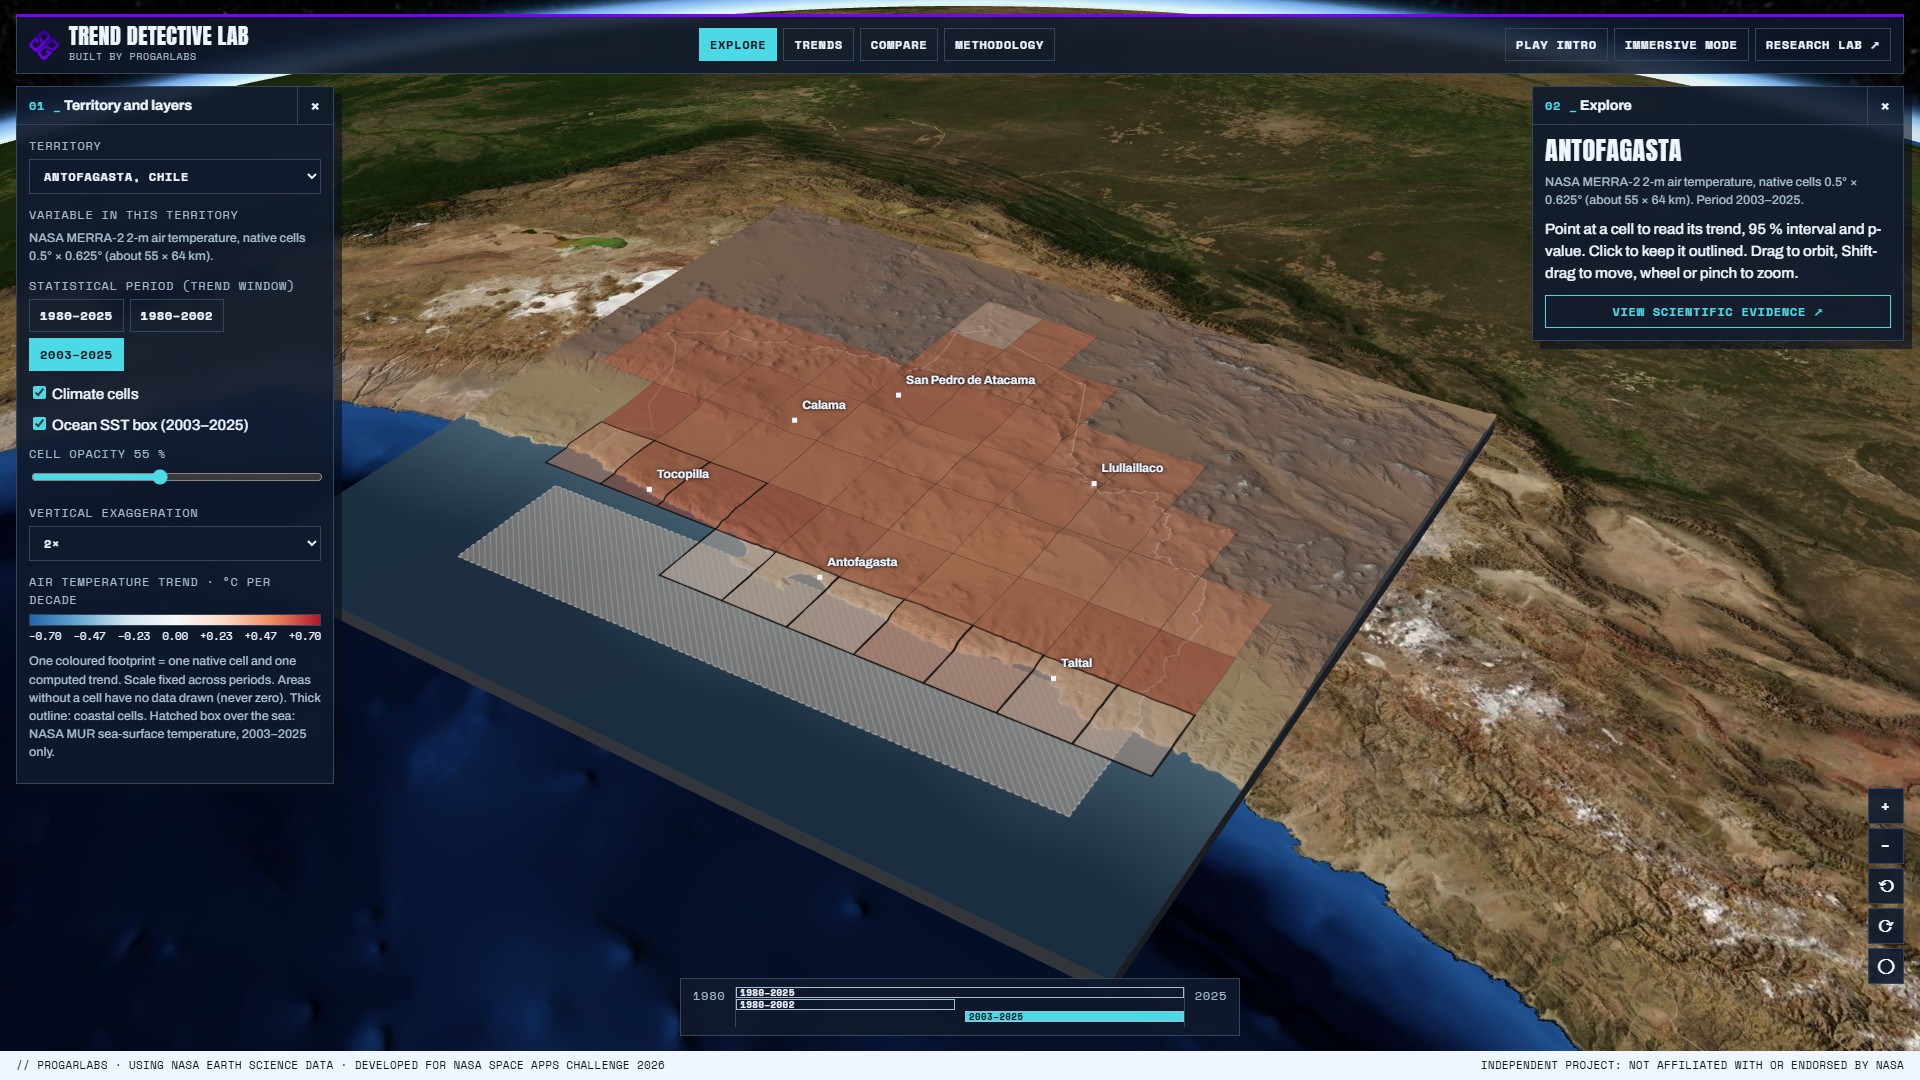 TREND DETECTIVE LAB
BUILT BY PROGARLABS
EXPLORE
TRENDS
COMPARE
METHODOLOGY
PLAY INTRO
IMMERSIVE MODE
RESEARCH LAB ↗
01 _ Territory and layers
×
TERRITORY
ANTOFAGASTA, CHILE
VARIABLE IN THIS TERRITORY
NASA MERRA-2 2-m air temperature, native cells
0.5° × 0.625° (about 55 × 64 km).
STATISTICAL PERIOD (TREND WINDOW)
1980–2025
1980–2002
2003–2025
Climate cells
Ocean SST box (2003–2025)
CELL OPACITY 55 %
VERTICAL EXAGGERATION
2×
AIR TEMPERATURE TREND · °C PER
DECADE
−0.70 −0.47 −0.23 0.00 +0.23 +0.47 +0.70
One coloured footprint = one native cell and one
computed trend. Scale fixed across periods. Areas
without a cell have no data drawn (never zero). Thick
outline: coastal cells. Hatched box over the sea:
NASA MUR sea-surface temperature, 2003–2025
only.
San Pedro de Atacama
Calama
Llullaillaco
Tocopilla
Antofagasta
Taltal
02 _ Explore
×
ANTOFAGASTA
NASA MERRA-2 2-m air temperature, native cells 0.5° ×
0.625° (about 55 × 64 km). Period 2003–2025.
Point at a cell to read its trend, 95 % interval and p-
value. Click to keep it outlined. Drag to orbit, Shift-
drag to move, wheel or pinch to zoom.
VIEW SCIENTIFIC EVIDENCE ↗
+
−
1980
1980–2025
1980–2002
2003–2025
2025
// PROGARLABS · USING NASA EARTH SCIENCE DATA · DEVELOPED FOR NASA SPACE APPS CHALLENGE 2026
INDEPENDENT PROJECT: NOT AFFILIATED WITH OR ENDORSED BY NASA